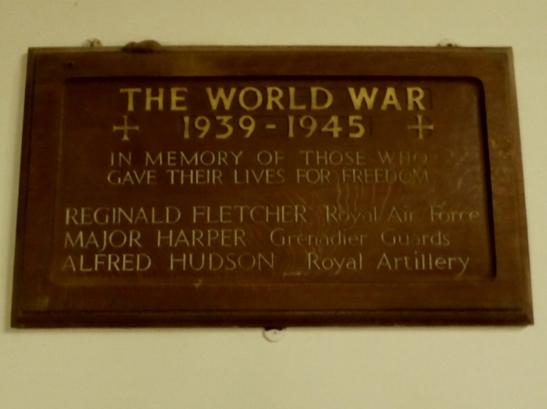 THE WORLD WAR
1939-1945
IN MEMORY OF THOSE WHO
GAVE THEIR LIVES FOR FREEDOM
REGINALD FLETCHER Royal Air Force
MAJOR HARPER Grenadier Guards
ALFRED HUDSON Royal Artillery